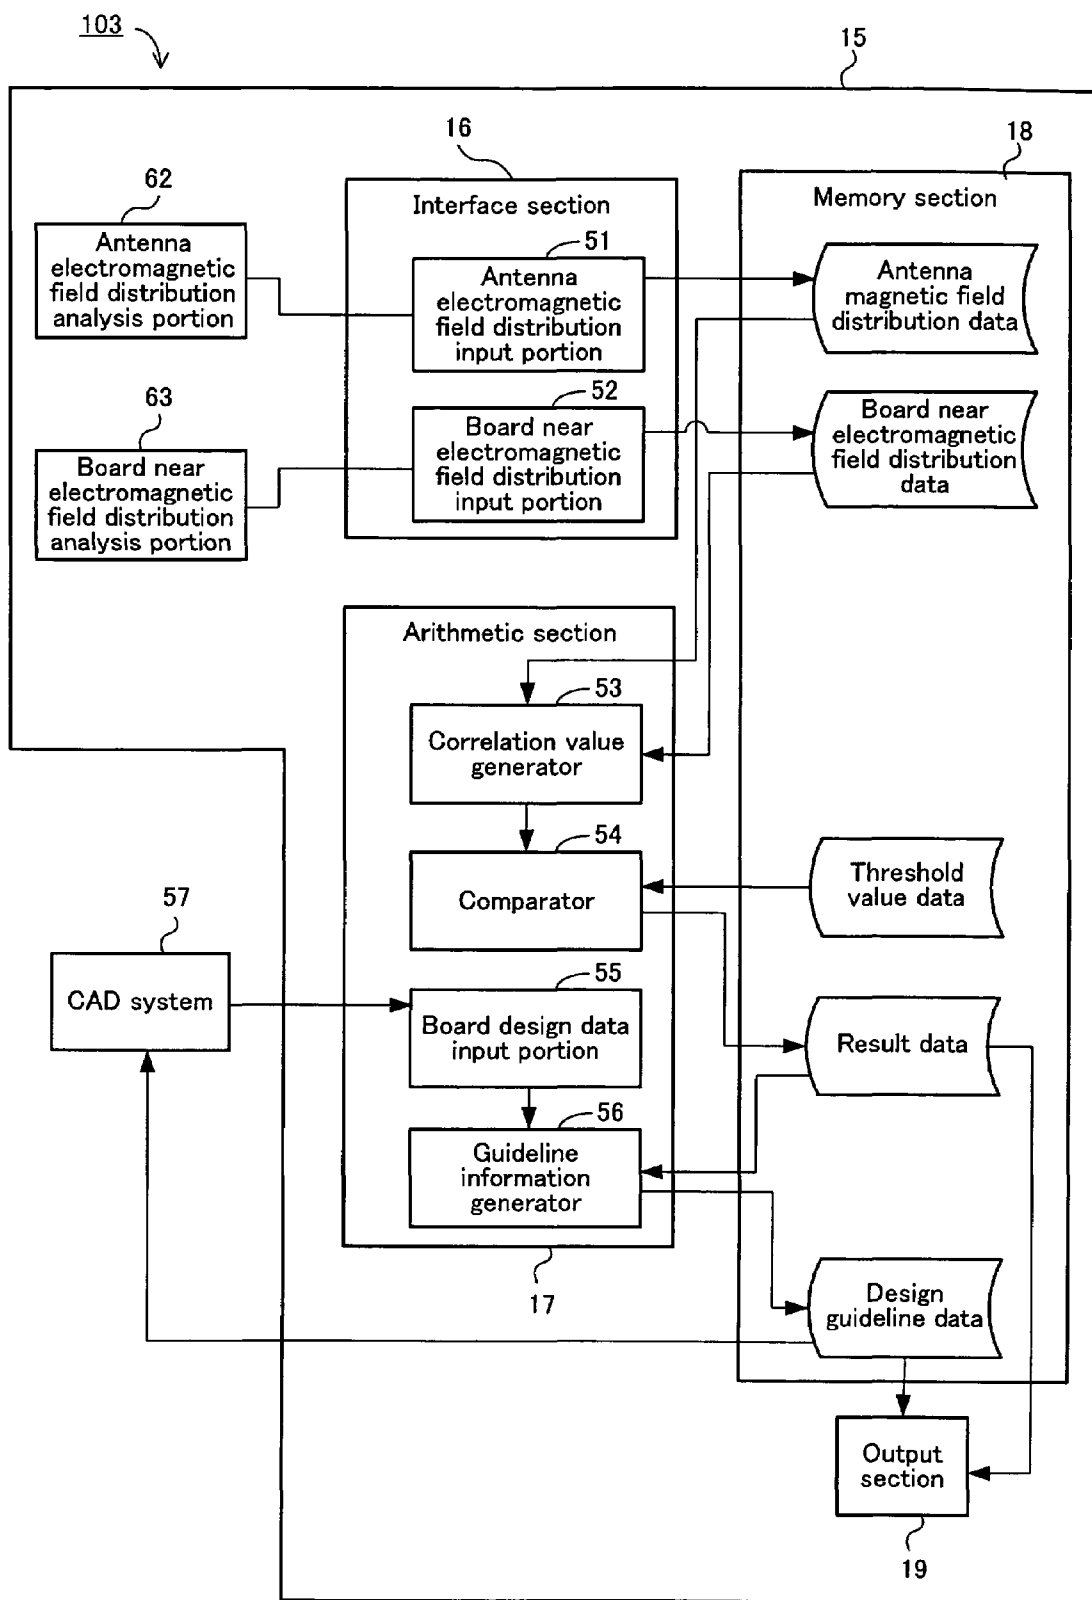 103
15
16
18
62
Interface section
Memory section
51
Antenna
electromagnetic
field distribution
analysis portion
Antenna
electromagnetic
field distribution
input portion
Antenna
magnetic field
distribution data
63
52
Board near
electromagnetic
field distribution
analysis portion
Board near
electromagnetic
field distribution
input portion
Board near
electromagnetic
field distribution
data
Arithmetic section
53
Correlation value
generator
54
Comparator
Threshold
value data
57
CAD system
55
Board design data
input portion
Result data
56
Guideline
information
generator
17
Design
guideline data
Output
section
19